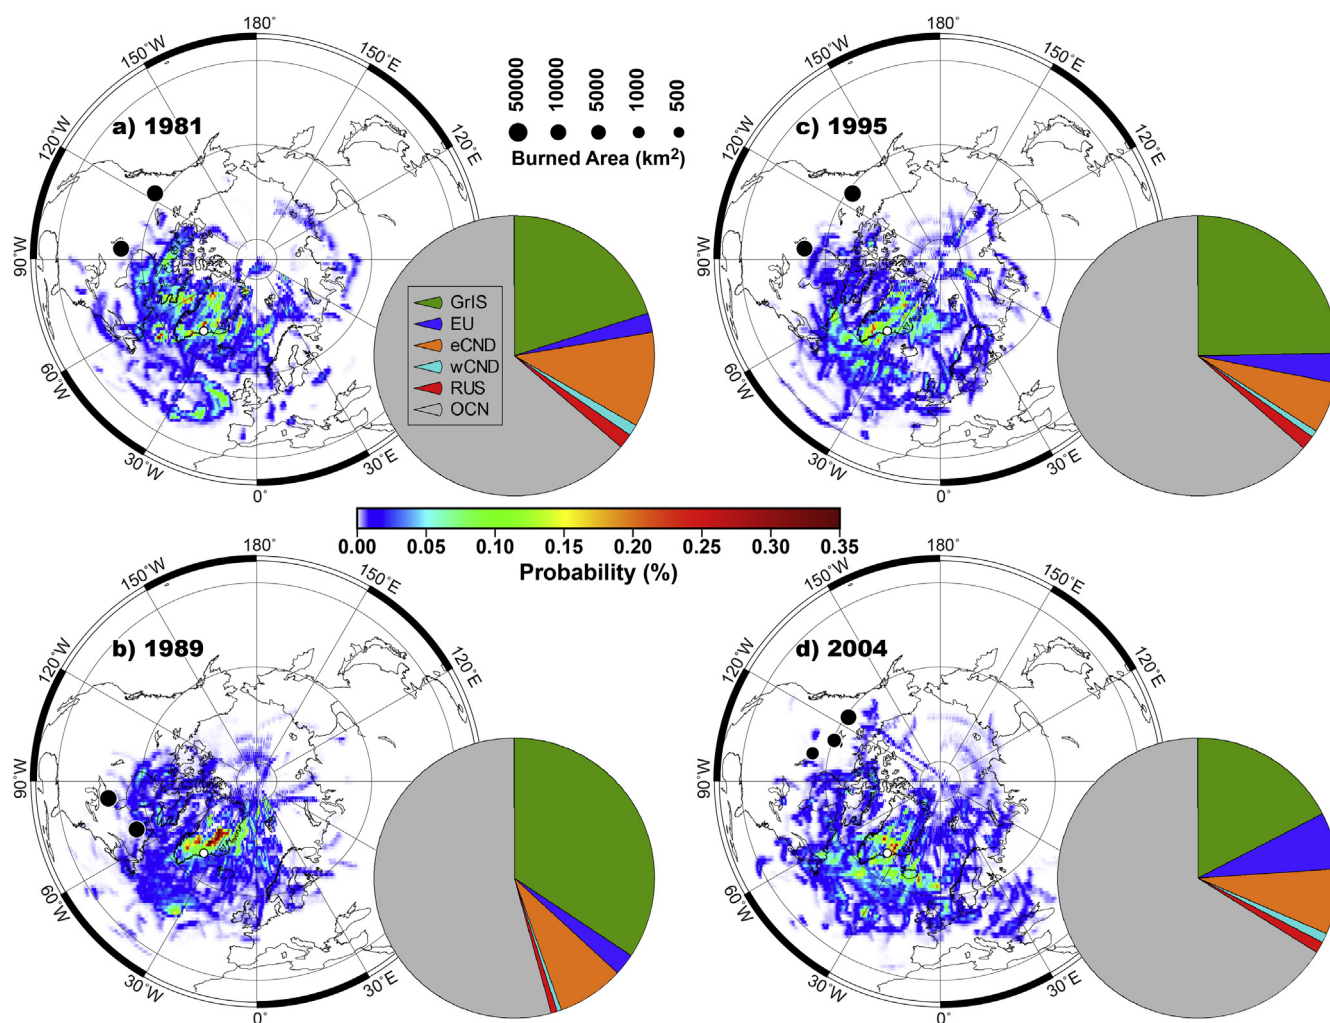 180°
150°W
150°E
120°W
120°E
90°W
60°W
30°W
0°
30°E
a) 1981
50000
10000
5000
1000
500
Burned Area (km²)
GrIS
EU
eCND
wCND
RUS
OCN
180°
150°W
150°E
120°W
120°E
90°W
60°W
30°W
0°
30°E
c) 1995
0.00 0.05 0.10 0.15 0.20 0.25 0.30 0.35
Probability (%)
180°
150°W
150°E
120°W
120°E
90°W
60°W
30°W
0°
30°E
b) 1989
180°
150°W
150°E
120°W
120°E
90°W
60°W
30°W
0°
30°E
d) 2004